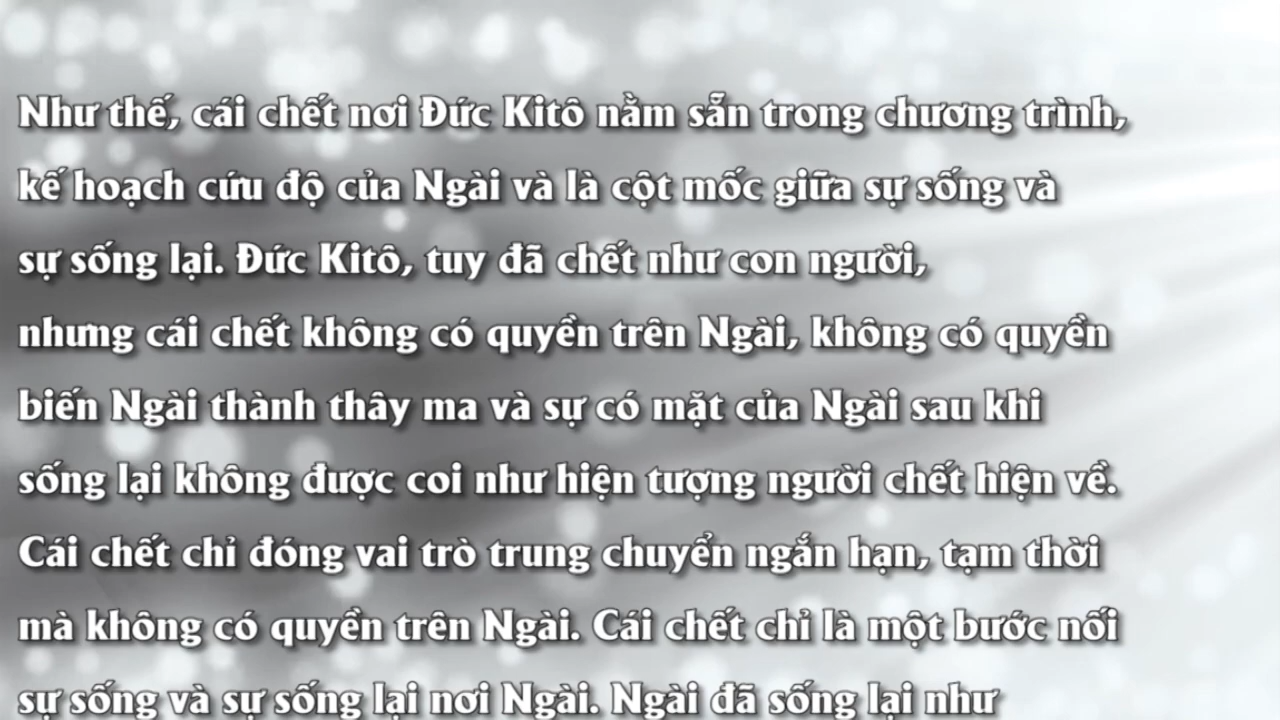 Như thế, cái chết nơi Đức Kitô nằm sẵn trong chương trình,
kế hoạch cứu độ của Ngài và là cột mốc giữa sự sống và
sự sống lại. Đức Kitô, tuy đã chết như con người,
nhưng cái chết không có quyền trên Ngài, không có quyền
biến Ngài thành thây ma và sự có mặt của Ngài sau khi
sống lại không được coi như hiện tượng người chết hiện về.
Cái chết chỉ đóng vai trò trung chuyển ngắn hạn, tạm thời
mà không có quyền trên Ngài. Cái chết chỉ là một bước nối
sự sống và sự sống lại nơi Ngài. Ngài đã sống lại như